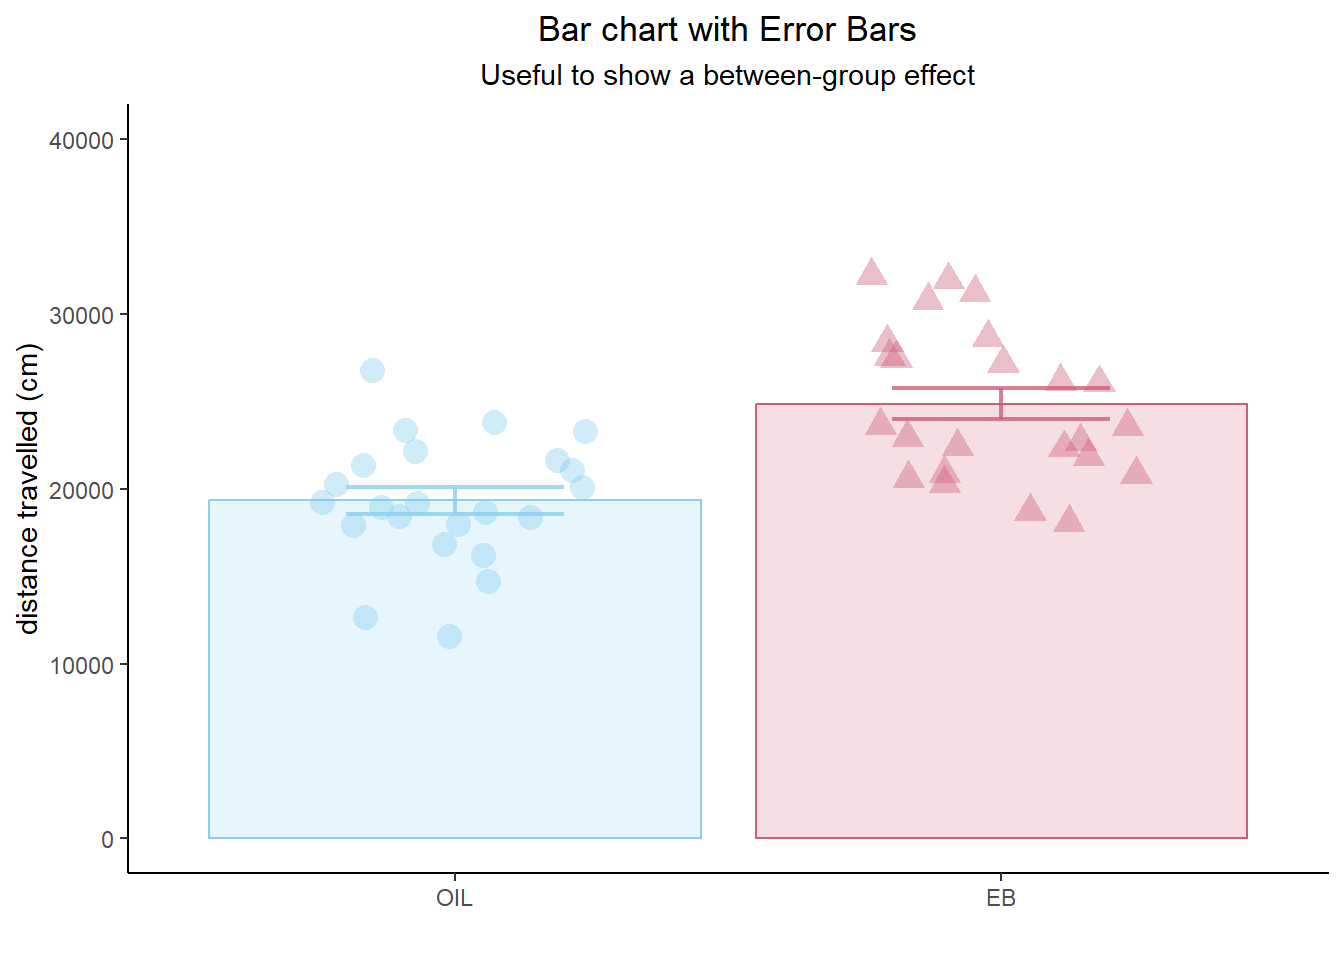 Bar chart with Error Bars
Useful to show a between-group effect
distance travelled (cm)
40000
30000
20000
10000
0
OIL
EB